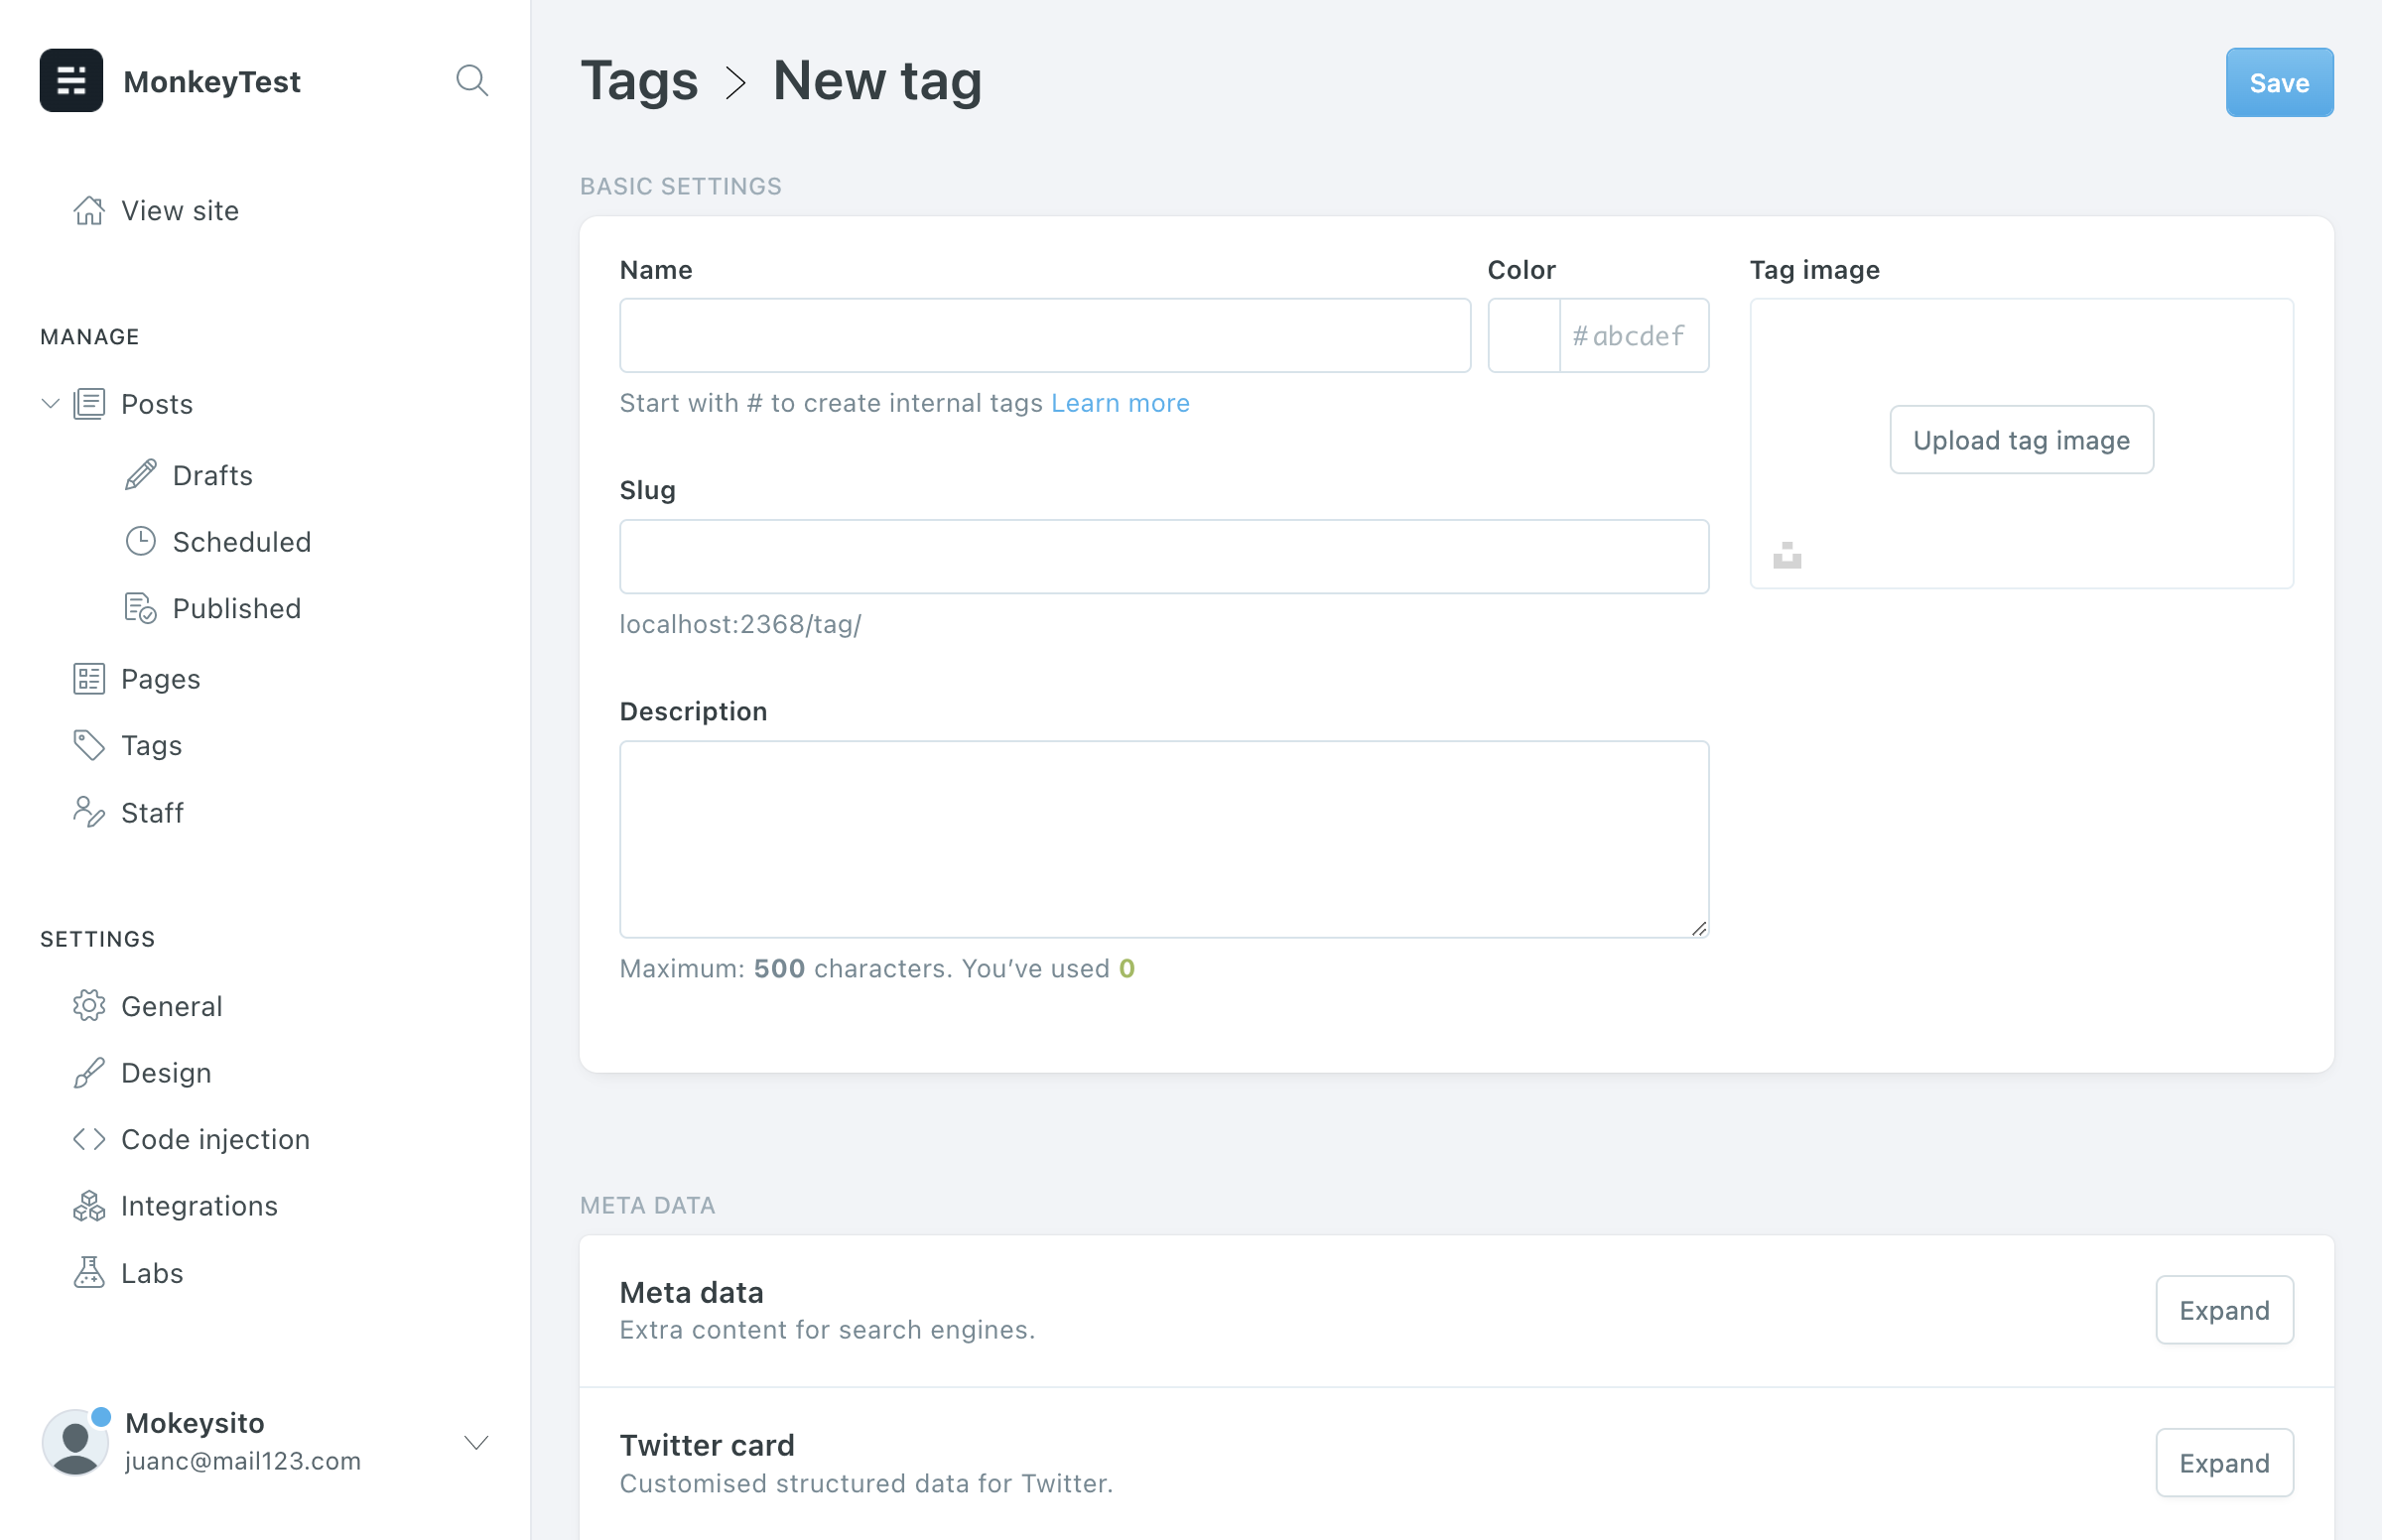 MonkeyTest
View site
MANAGE
Posts
Drafts
Scheduled
Published
Pages
Tags
Staff
SETTINGS
General
Design
Code injection
Integrations
Labs
Mokeysito
juanc@mail123.com
Tags > New tag
Save
BASIC SETTINGS
Name
Start with # to create internal tags Learn more
Color
#abcdef
Slug
localhost:2368/tag/
Description
Maximum: 500 characters. You’ve used 0
Tag image
Upload tag image
META DATA
Meta data
Extra content for search engines.
Expand
Twitter card
Customised structured data for Twitter.
Expand